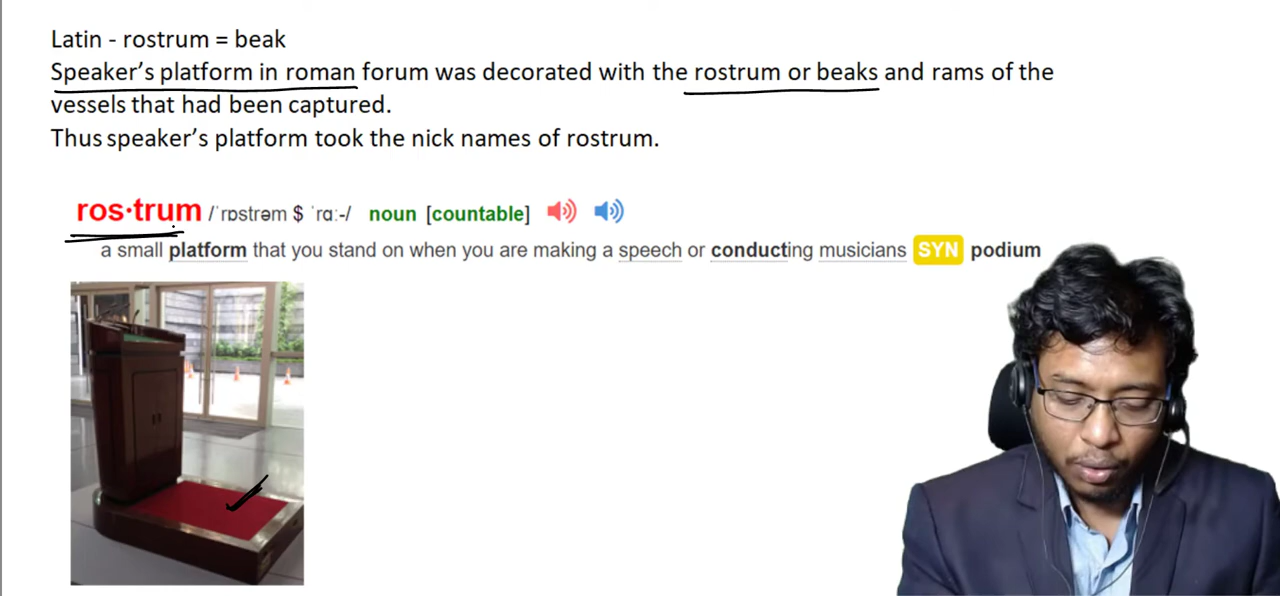 Latin - rostrum = beak
Speaker's platform in roman forum was decorated with the rostrum or beaks and rams of the
vessels that had been captured.
Thus speaker's platform took the nick names of rostrum.
ros·trum /ˈrɒstrəm $ ˈrɑː-/ noun [countable]
a small platform that you stand on when you are making a speech or conducting musicians SYN podium